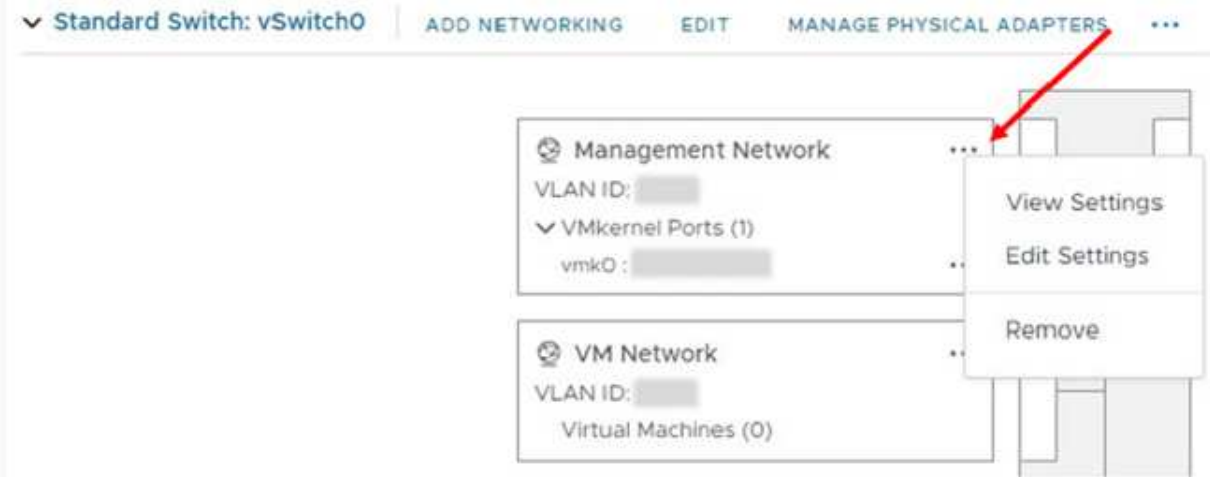 Standard Switch: vSwitch0 ADD NETWORKING EDIT MANAGE PHYSICAL ADAPTERS ...
Management Network ...
VLAN ID:
VMkernel Ports (1)
vmk0 :
View Settings
Edit Settings
Remove
VM Network
VLAN ID:
Virtual Machines (0)